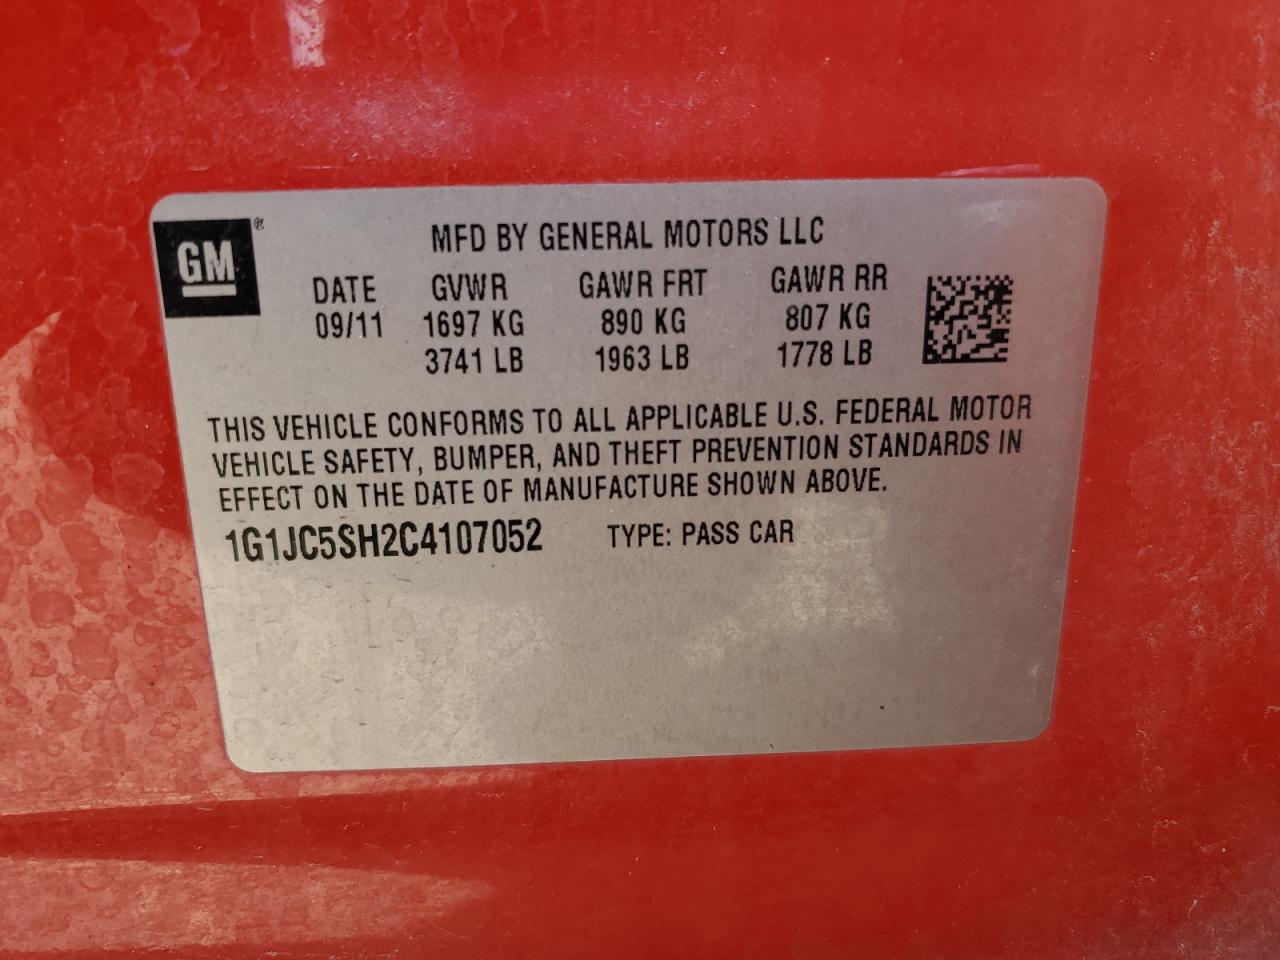 GM®
MFD BY GENERAL MOTORS LLC
DATE GVWR GAWR FRT GAWR RR
09/11 1697 KG 890 KG 807 KG
3741 LB 1963 LB 1778 LB
THIS VEHICLE CONFORMS TO ALL APPLICABLE U.S. FEDERAL MOTOR
VEHICLE SAFETY, BUMPER, AND THEFT PREVENTION STANDARDS IN
EFFECT ON THE DATE OF MANUFACTURE SHOWN ABOVE.
1G1JC5SH2C4107052 TYPE: PASS CAR